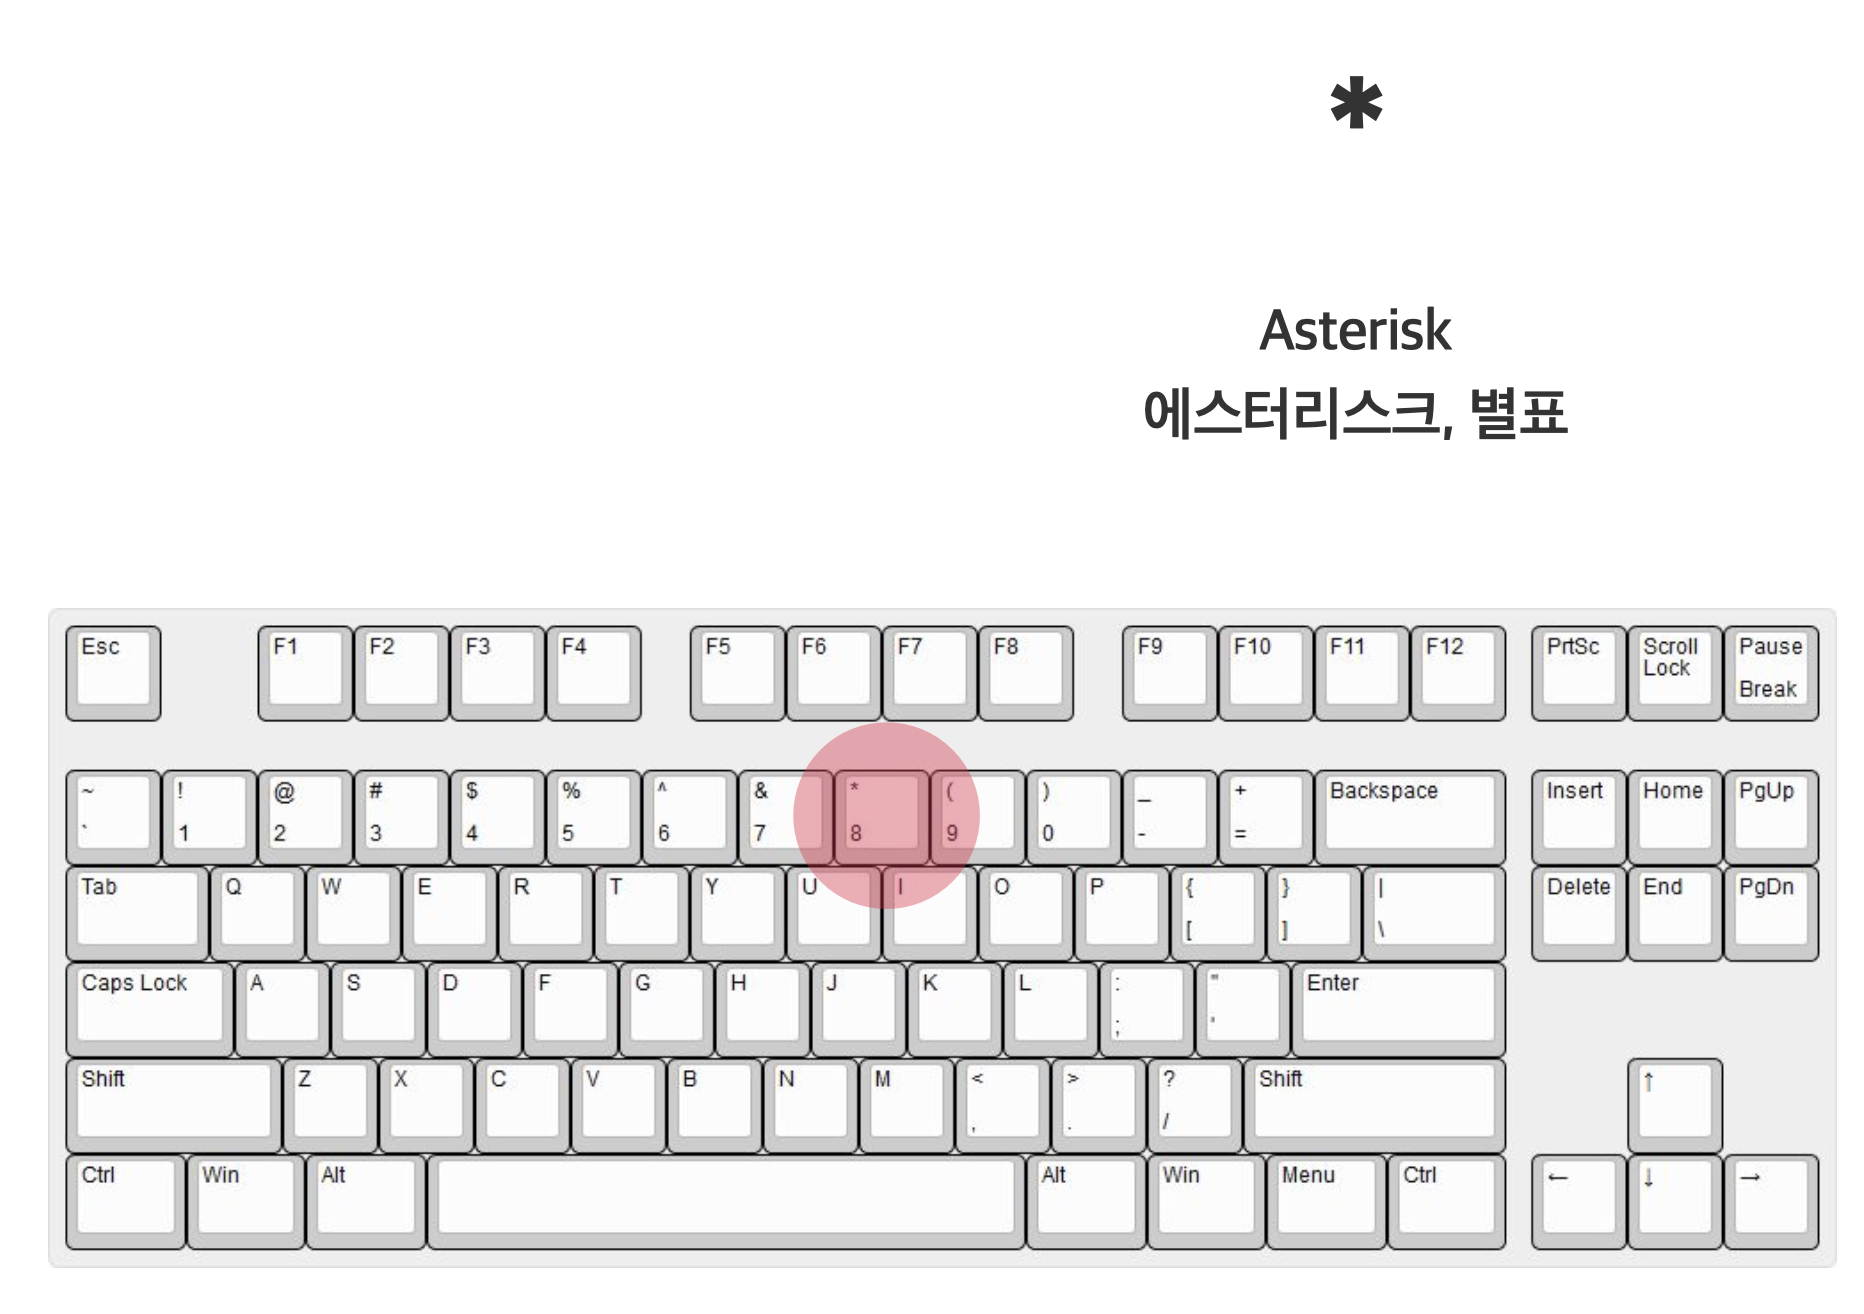 *
Asterisk
에스터리스크, 별표
Esc F1 F2 F3 F4 F5 F6 F7 F8 F9 F10 F11 F12 PrtSc Scroll Lock Pause Break
~ ! @ # $ % ^ & * ( ) _ + Backspace Insert Home PgUp
` 1 2 3 4 5 6 7 8 9 0 - =
Tab Q W E R T Y U I O P { } | Delete End PgDn
[ ] \
Caps Lock A S D F G H J K L : " Enter
; '
Shift Z X C V B N M < > ? Shift ↑
, . /
Ctrl Win Alt Alt Win Menu Ctrl ← ↓ →